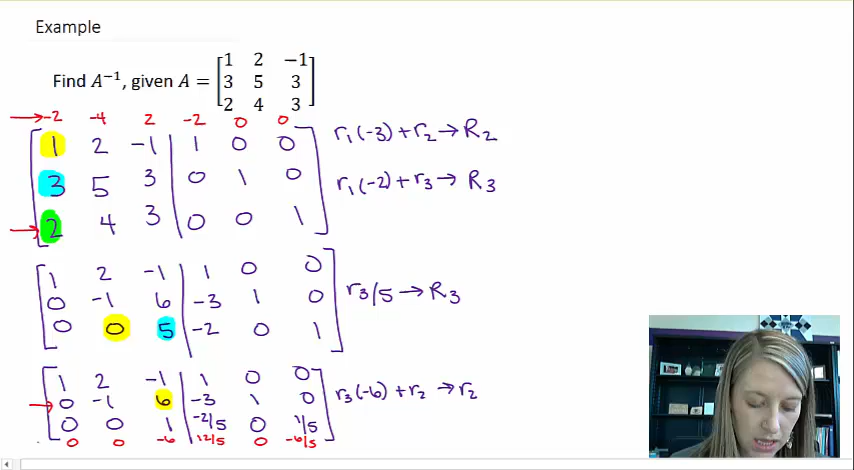 Example
Find A⁻¹, given A = [1 2 −1
3 5 3
2 4 3]
→ -2 -4 2 -2 0 0
[1 2 -1 | 1 0 0] r₁(-3)+r₂→R₂
[3 5 3 | 0 1 0] r₁(-2)+r₃→R₃
→ [2 4 3 | 0 0 1]
[1 2 -1 | 1 0 0]
[0 -1 6 | -3 1 0] r₃/5→R₃
[0 0 5 | -2 0 1]
[1 2 -1 | 1 0 0]
→ [0 -1 6 | -3 1 0] r₃(-6)+r₂→r₂
[0 0 1 | -2/5 0 1/5]
0 0 -6 12/5 0 -6/5